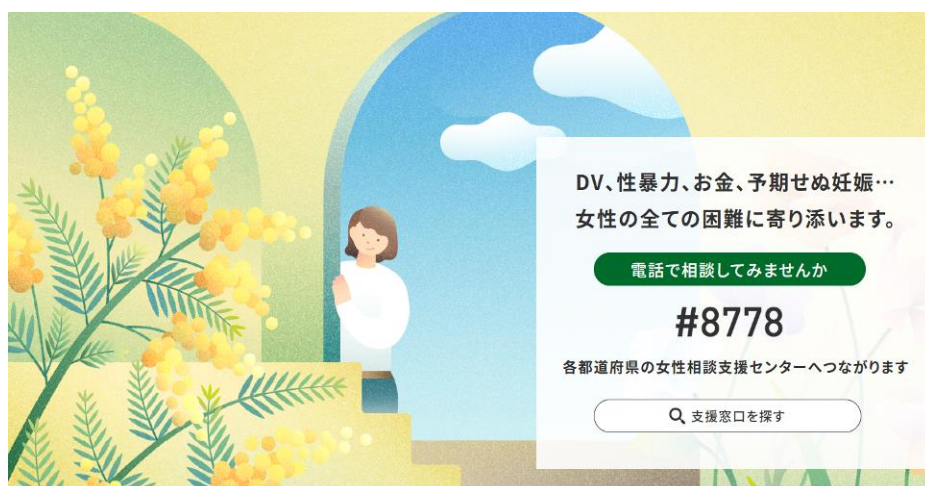 DV、性暴力、お金、予期せぬ妊娠…
女性の全ての困難に寄り添います。
電話で相談してみませんか
#8778
各都道府県の女性相談支援センターへつながります
支援窓口を探す